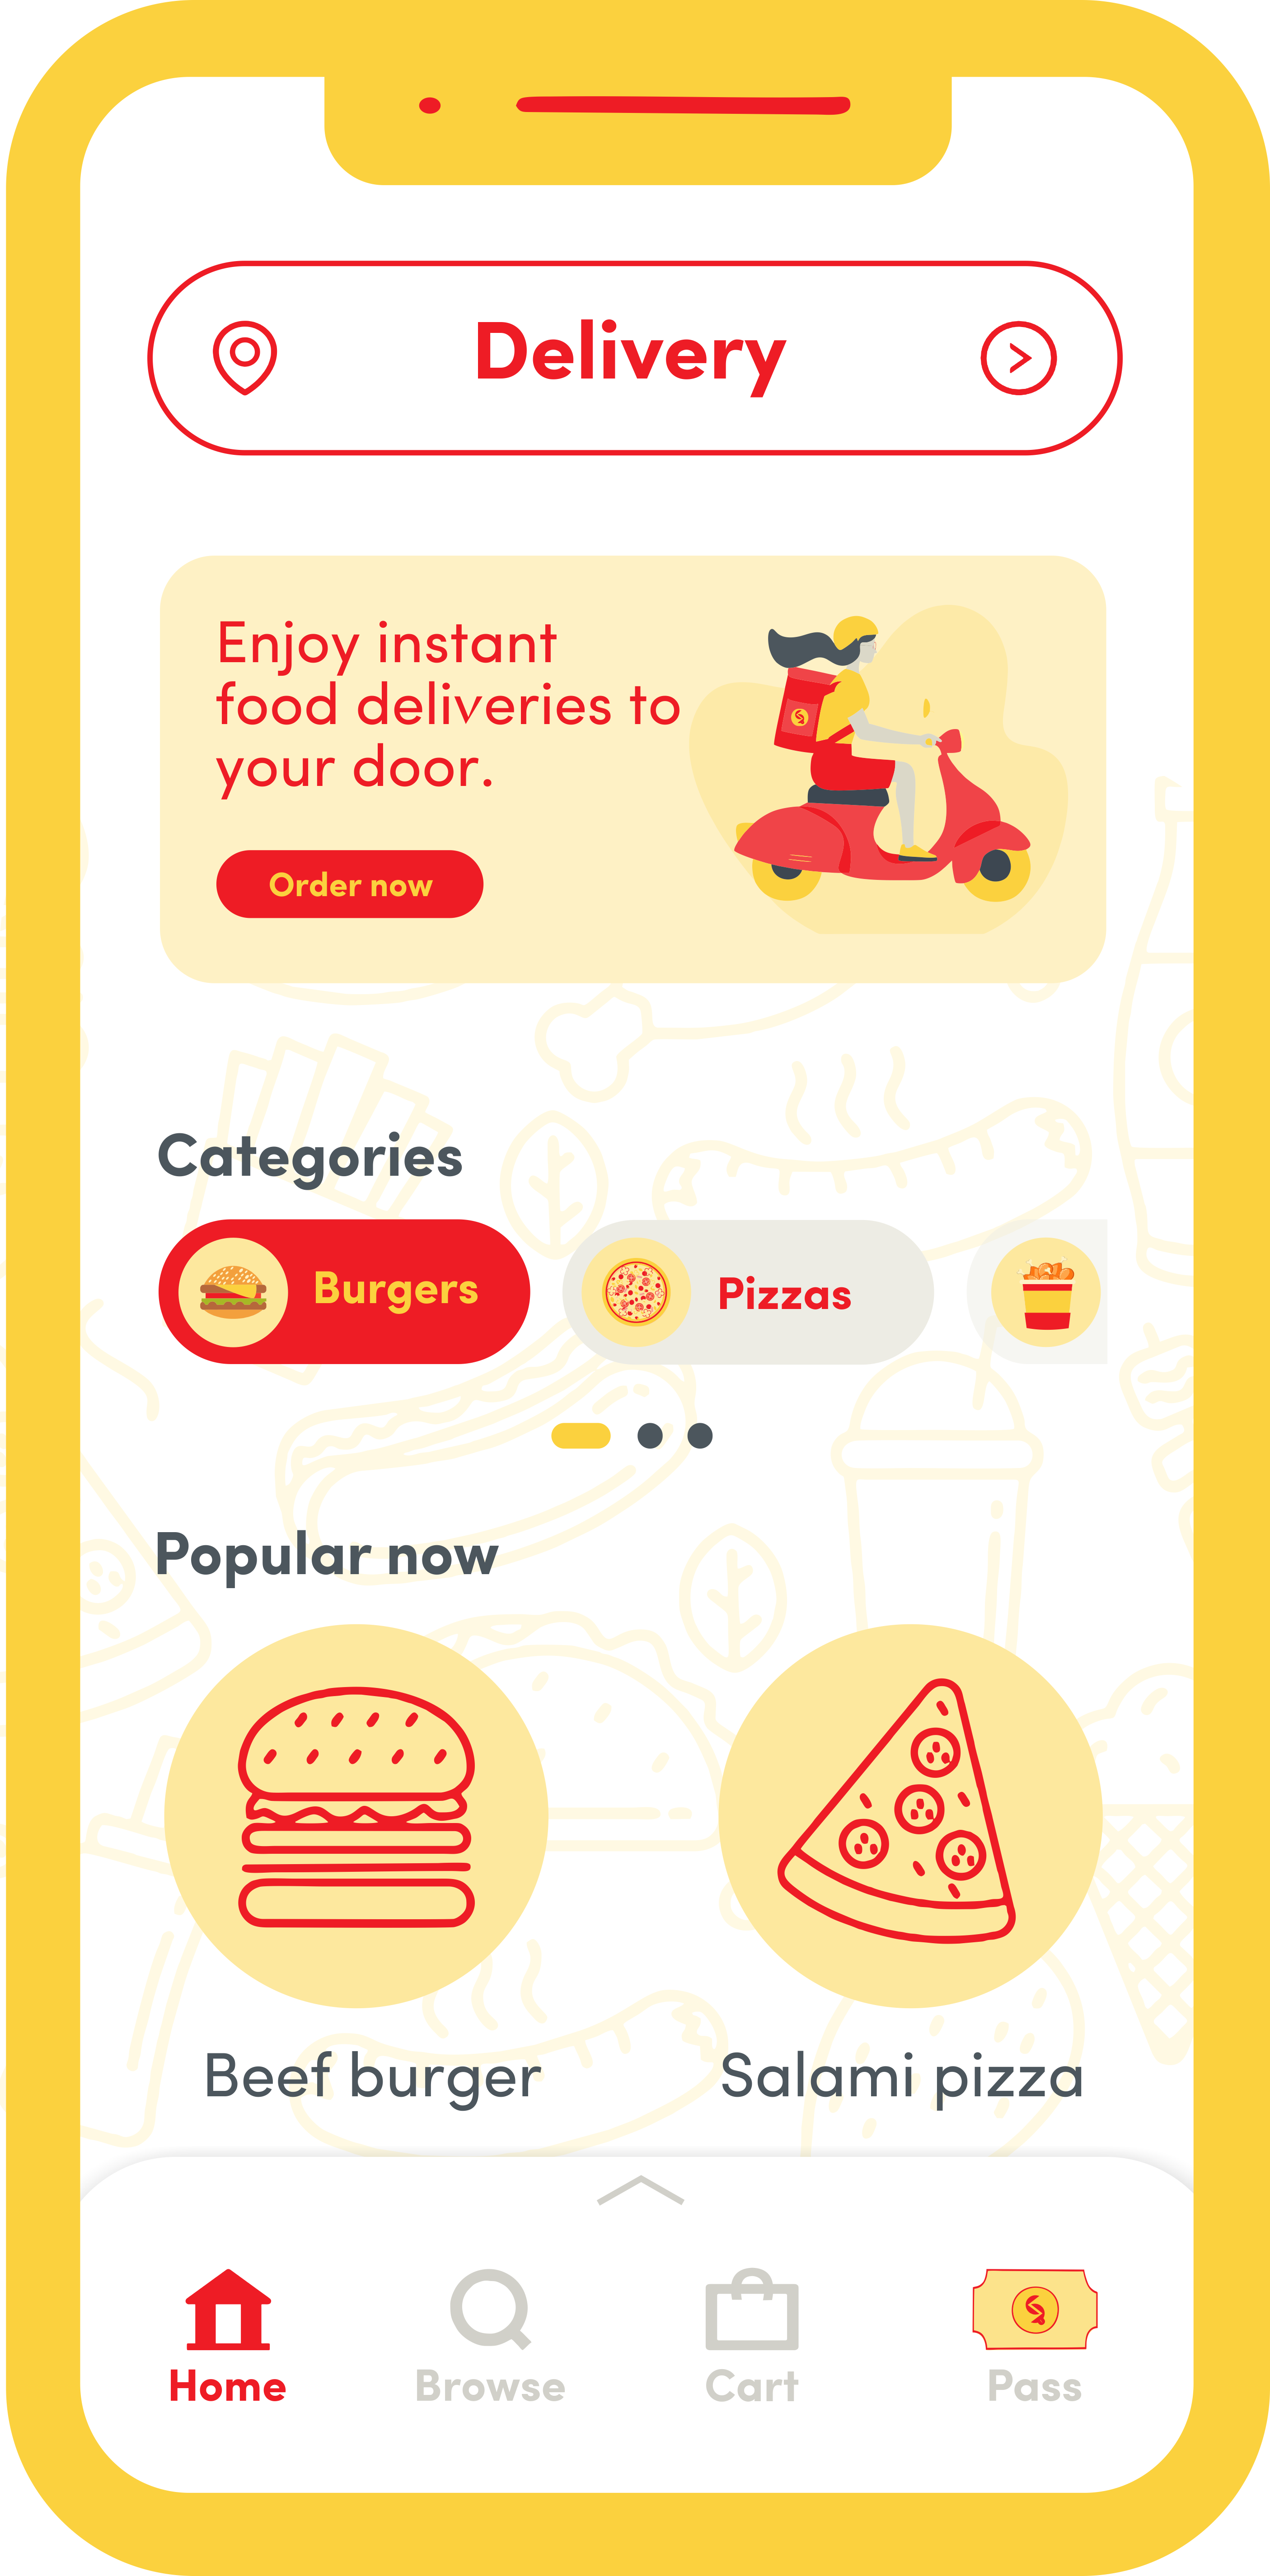 Delivery
Enjoy instant
food deliveries to
your door.
Order now
Categories
Burgers
Pizzas
Popular now
Beef burger
Salami pizza
Home
Browse
Cart
Pass